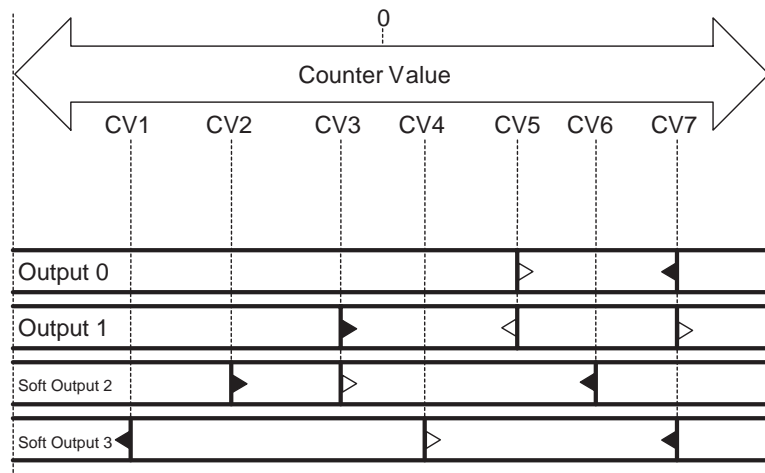 0
Counter Value
CV1 CV2 CV3 CV4 CV5 CV6 CV7
Output 0
Output 1
Soft Output 2
Soft Output 3